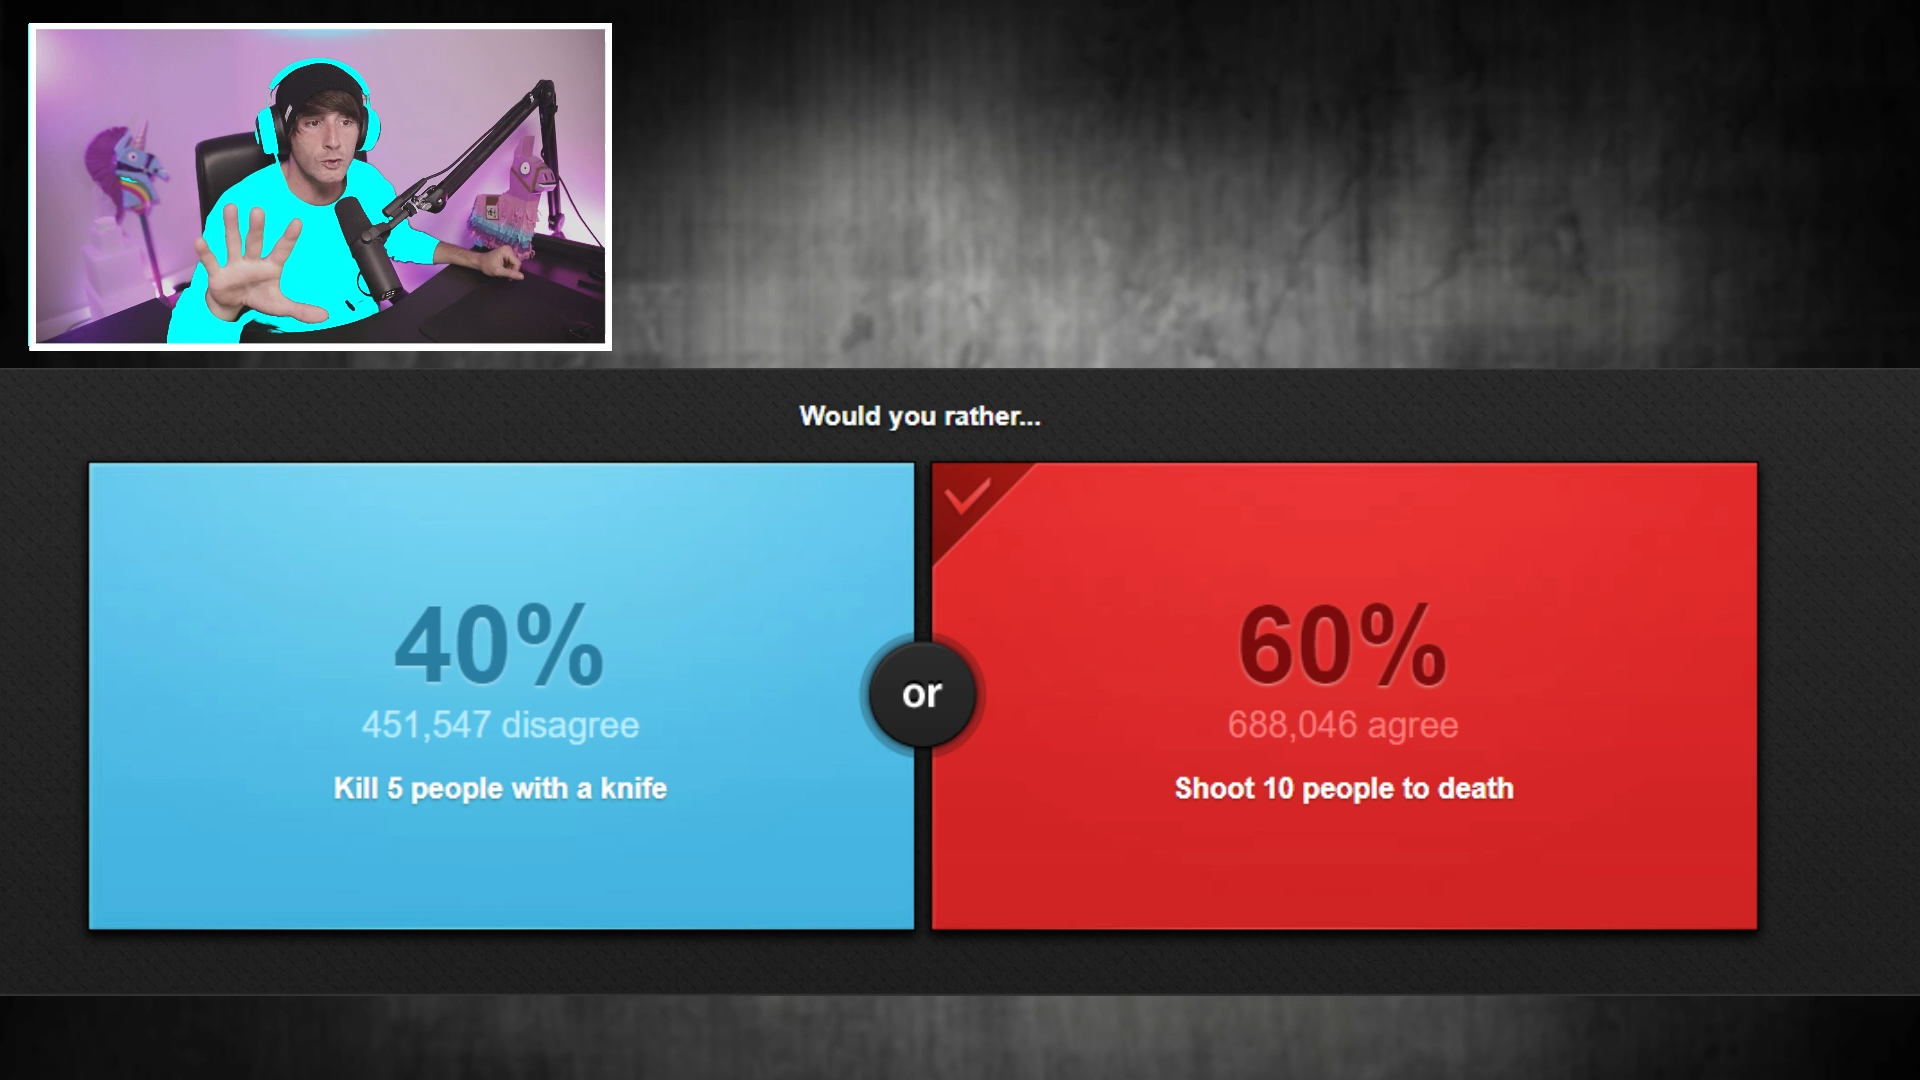 Would you rather...
40%
451,547 disagree
Kill 5 people with a knife
or
60%
688,046 agree
Shoot 10 people to death